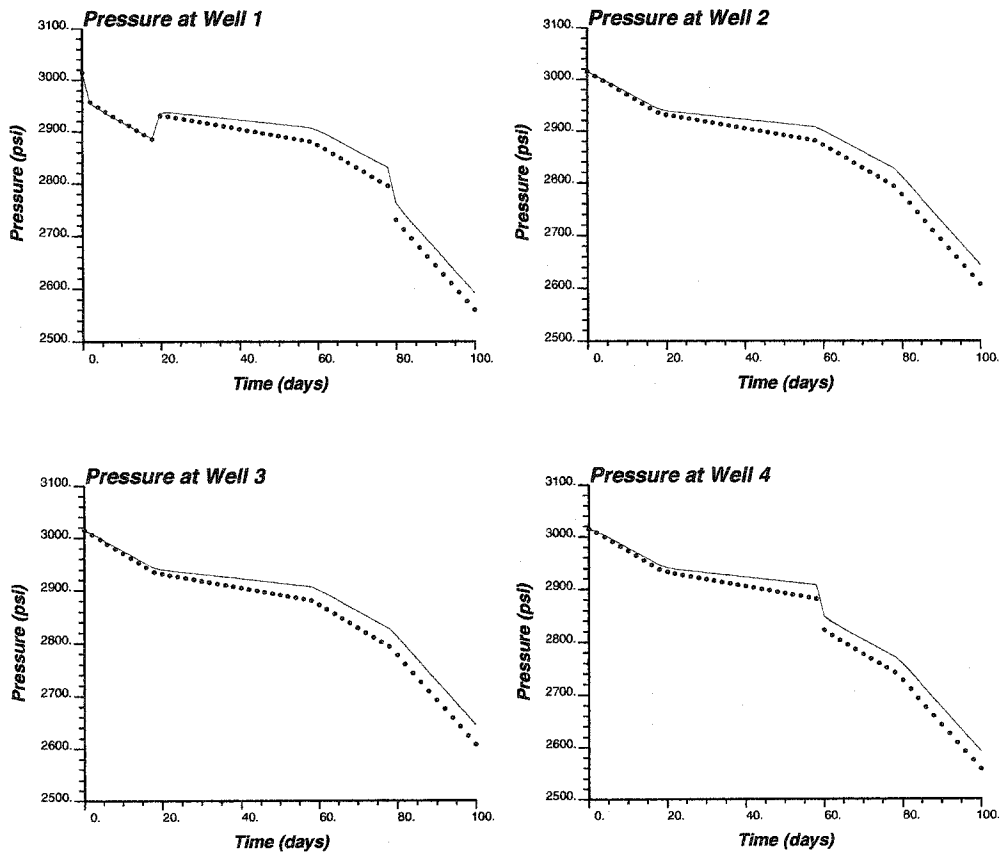 Pressure at Well 1
3100.
3000.
2900.
2800.
2700.
2600.
2500.
Pressure (psi)
0. 20. 40. 60. 80. 100.
Time (days)
Pressure at Well 2
3100.
3000.
2900.
2800.
2700.
2600.
2500.
Pressure (psi)
0. 20. 40. 60. 80. 100.
Time (days)
Pressure at Well 3
3100.
3000.
2900.
2800.
2700.
2600.
2500.
Pressure (psi)
0. 20. 40. 60. 80. 100.
Time (days)
Pressure at Well 4
3100.
3000.
2900.
2800.
2700.
2600.
2500.
Pressure (psi)
0. 20. 40. 60. 80. 100.
Time (days)